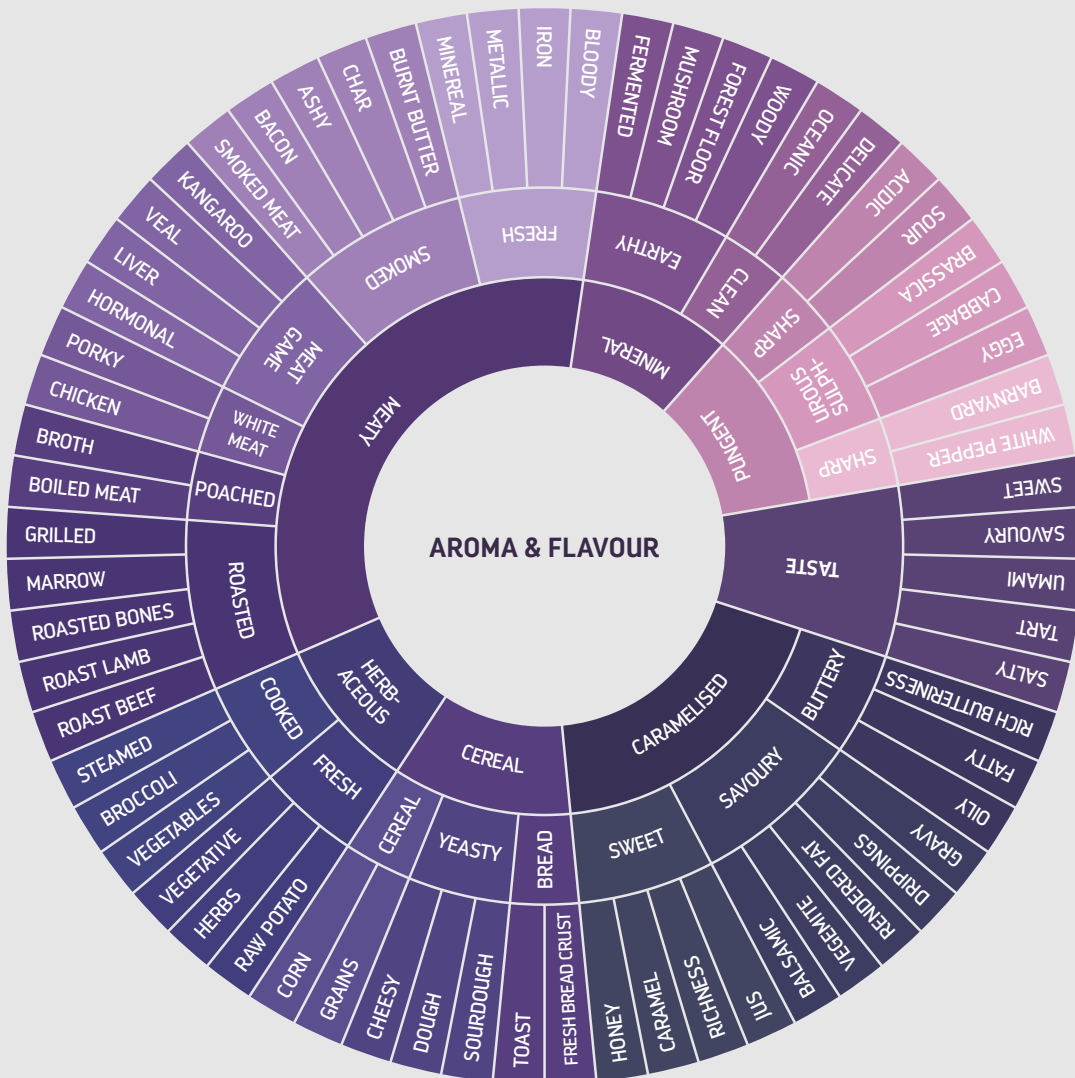 AROMA & FLAVOUR
MEATY
MINERAL
PUNGENT
TASTE
CARAMELISED
CEREAL
HERB-
ACEOUS
FRESH
EARTHY
CLEAN
SHARP
SULPH-
UROUS
SHARP
BUTTERY
SAVOURY
SWEET
BREAD
YEASTY
CEREAL
FRESH
COOKED
ROASTED
POACHED
WHITE
MEAT
MEAT
GAME
SMOKED
BLOODY
FERMENTED
MUSHROOM
FOREST FLOOR
WOODY
OCEANIC
DELICATE
ACIDIC
SOUR
BRASSICA
CABBAGE
EGGY
BARNYARD
WHITE PEPPER
SWEET
SAVOURY
UMAMI
TART
SALTY
RICH BUTTERINESS
FATTY
OILY
GRAVY
DRIPPINGS
RENDERED FAT
VEGEMITE
BALSAMIC
JUS
RICHNESS
CARAMEL
HONEY
FRESH BREAD CRUST
TOAST
SOURDOUGH
DOUGH
CHEESY
GRAINS
CORN
RAW POTATO
HERBS
VEGETATIVE
VEGETABLES
BROCCOLI
STEAMED
ROAST BEEF
ROAST LAMB
ROASTED BONES
MARROW
GRILLED
BOILED MEAT
BROTH
CHICKEN
PORKY
HORMONAL
LIVER
VEAL
KANGAROO
SMOKED MEAT
BACON
ASHY
CHAR
BURNT BUTTER
MINEREAL
METALLIC
IRON